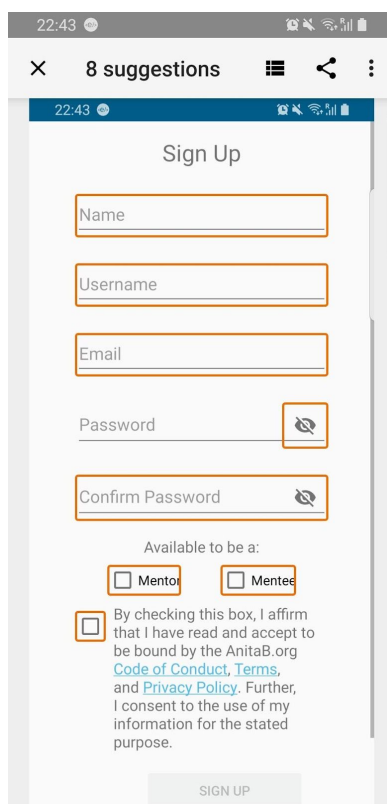 22:43
8 suggestions
22:43
Sign Up
Name
Username
Email
Password
Confirm Password
Available to be a:
Mentor Mentee
By checking this box, I affirm
that I have read and accept to
be bound by the AnitaB.org
Code of Conduct, Terms,
and Privacy Policy. Further,
I consent to the use of my
information for the stated
purpose.
SIGN UP